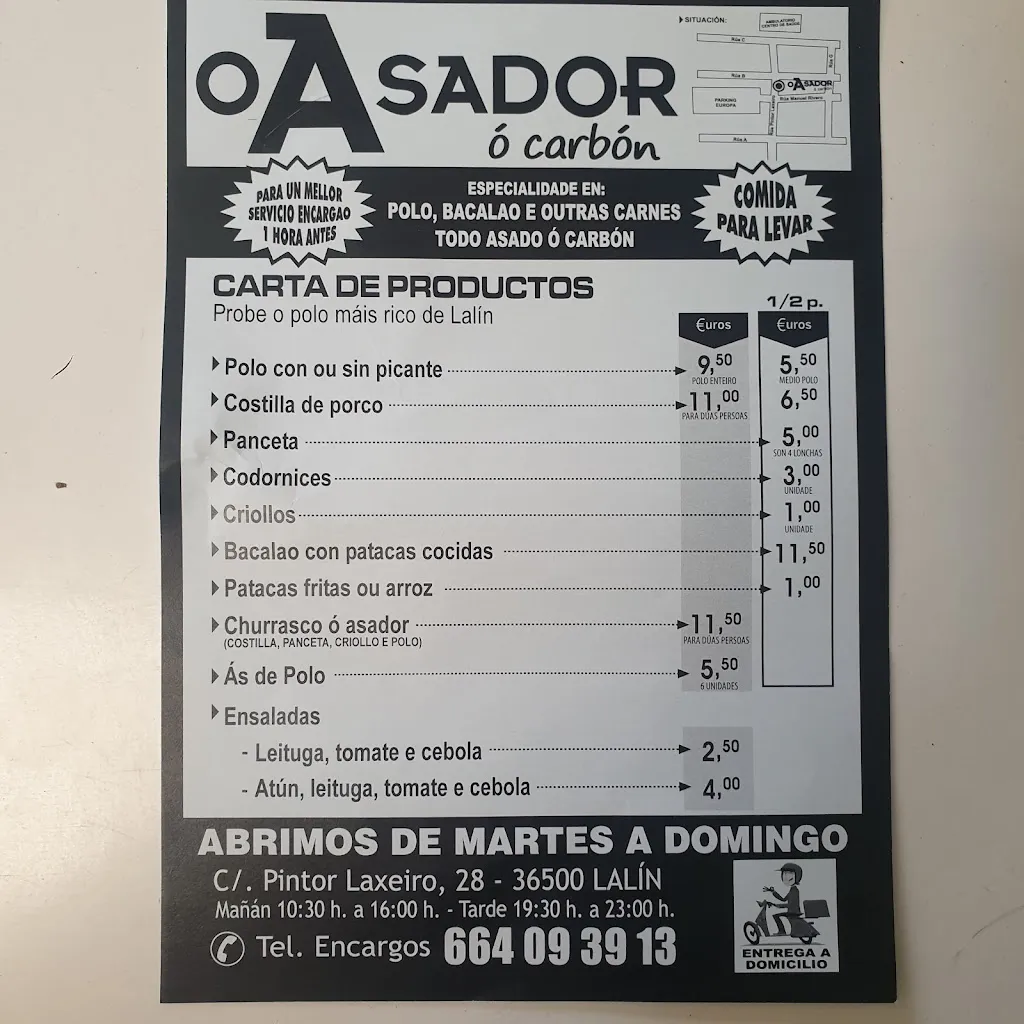 SITUACIÓN:
AMBULATORIO
CENTRO DE SAÚDE
Rúa C
Rúa G
Rúa B
OASADOR
ó carbón
PARKING
EUROPA
Rúa Manuel Rivero
Rúa Pintor Laxeiro
Rúa A
OASADOR
ó carbón
PARA UN MELLOR
SERVICIO ENCARGAO
1 HORA ANTES
ESPECIALIDADE EN:
POLO, BACALAO E OUTRAS CARNES
TODO ASADO Ó CARBÓN
COMIDA
PARA LEVAR
CARTA DE PRODUCTOS
Probe o polo máis rico de Lalín
1/2 p.
€uros €uros
Polo con ou sin picante 9,50 5,50
POLO ENTEIRO MEDIO POLO
Costilla de porco 11,00 6,50
PARA DÚAS PERSOAS
Panceta 5,00
SON 4 LONCHAS
Codornices 3,00
UNIDADE
Criollos 1,00
UNIDADE
Bacalao con patacas cocidas 11,50
Patacas fritas ou arroz 1,00
Churrasco ó asador 11,50
(COSTILLA, PANCETA, CRIOLLO E POLO) PARA DÚAS PERSOAS
Ás de Polo 5,50
6 UNIDADES
Ensaladas
- Leituga, tomate e cebola 2,50
- Atún, leituga, tomate e cebola 4,00
ABRIMOS DE MARTES A DOMINGO
C/. Pintor Laxeiro, 28 - 36500 LALÍN
Mañán 10:30 h. a 16:00 h. - Tarde 19:30 h. a 23:00 h.
Tel. Encargos 664 09 39 13
ENTREGA A
DOMICILIO